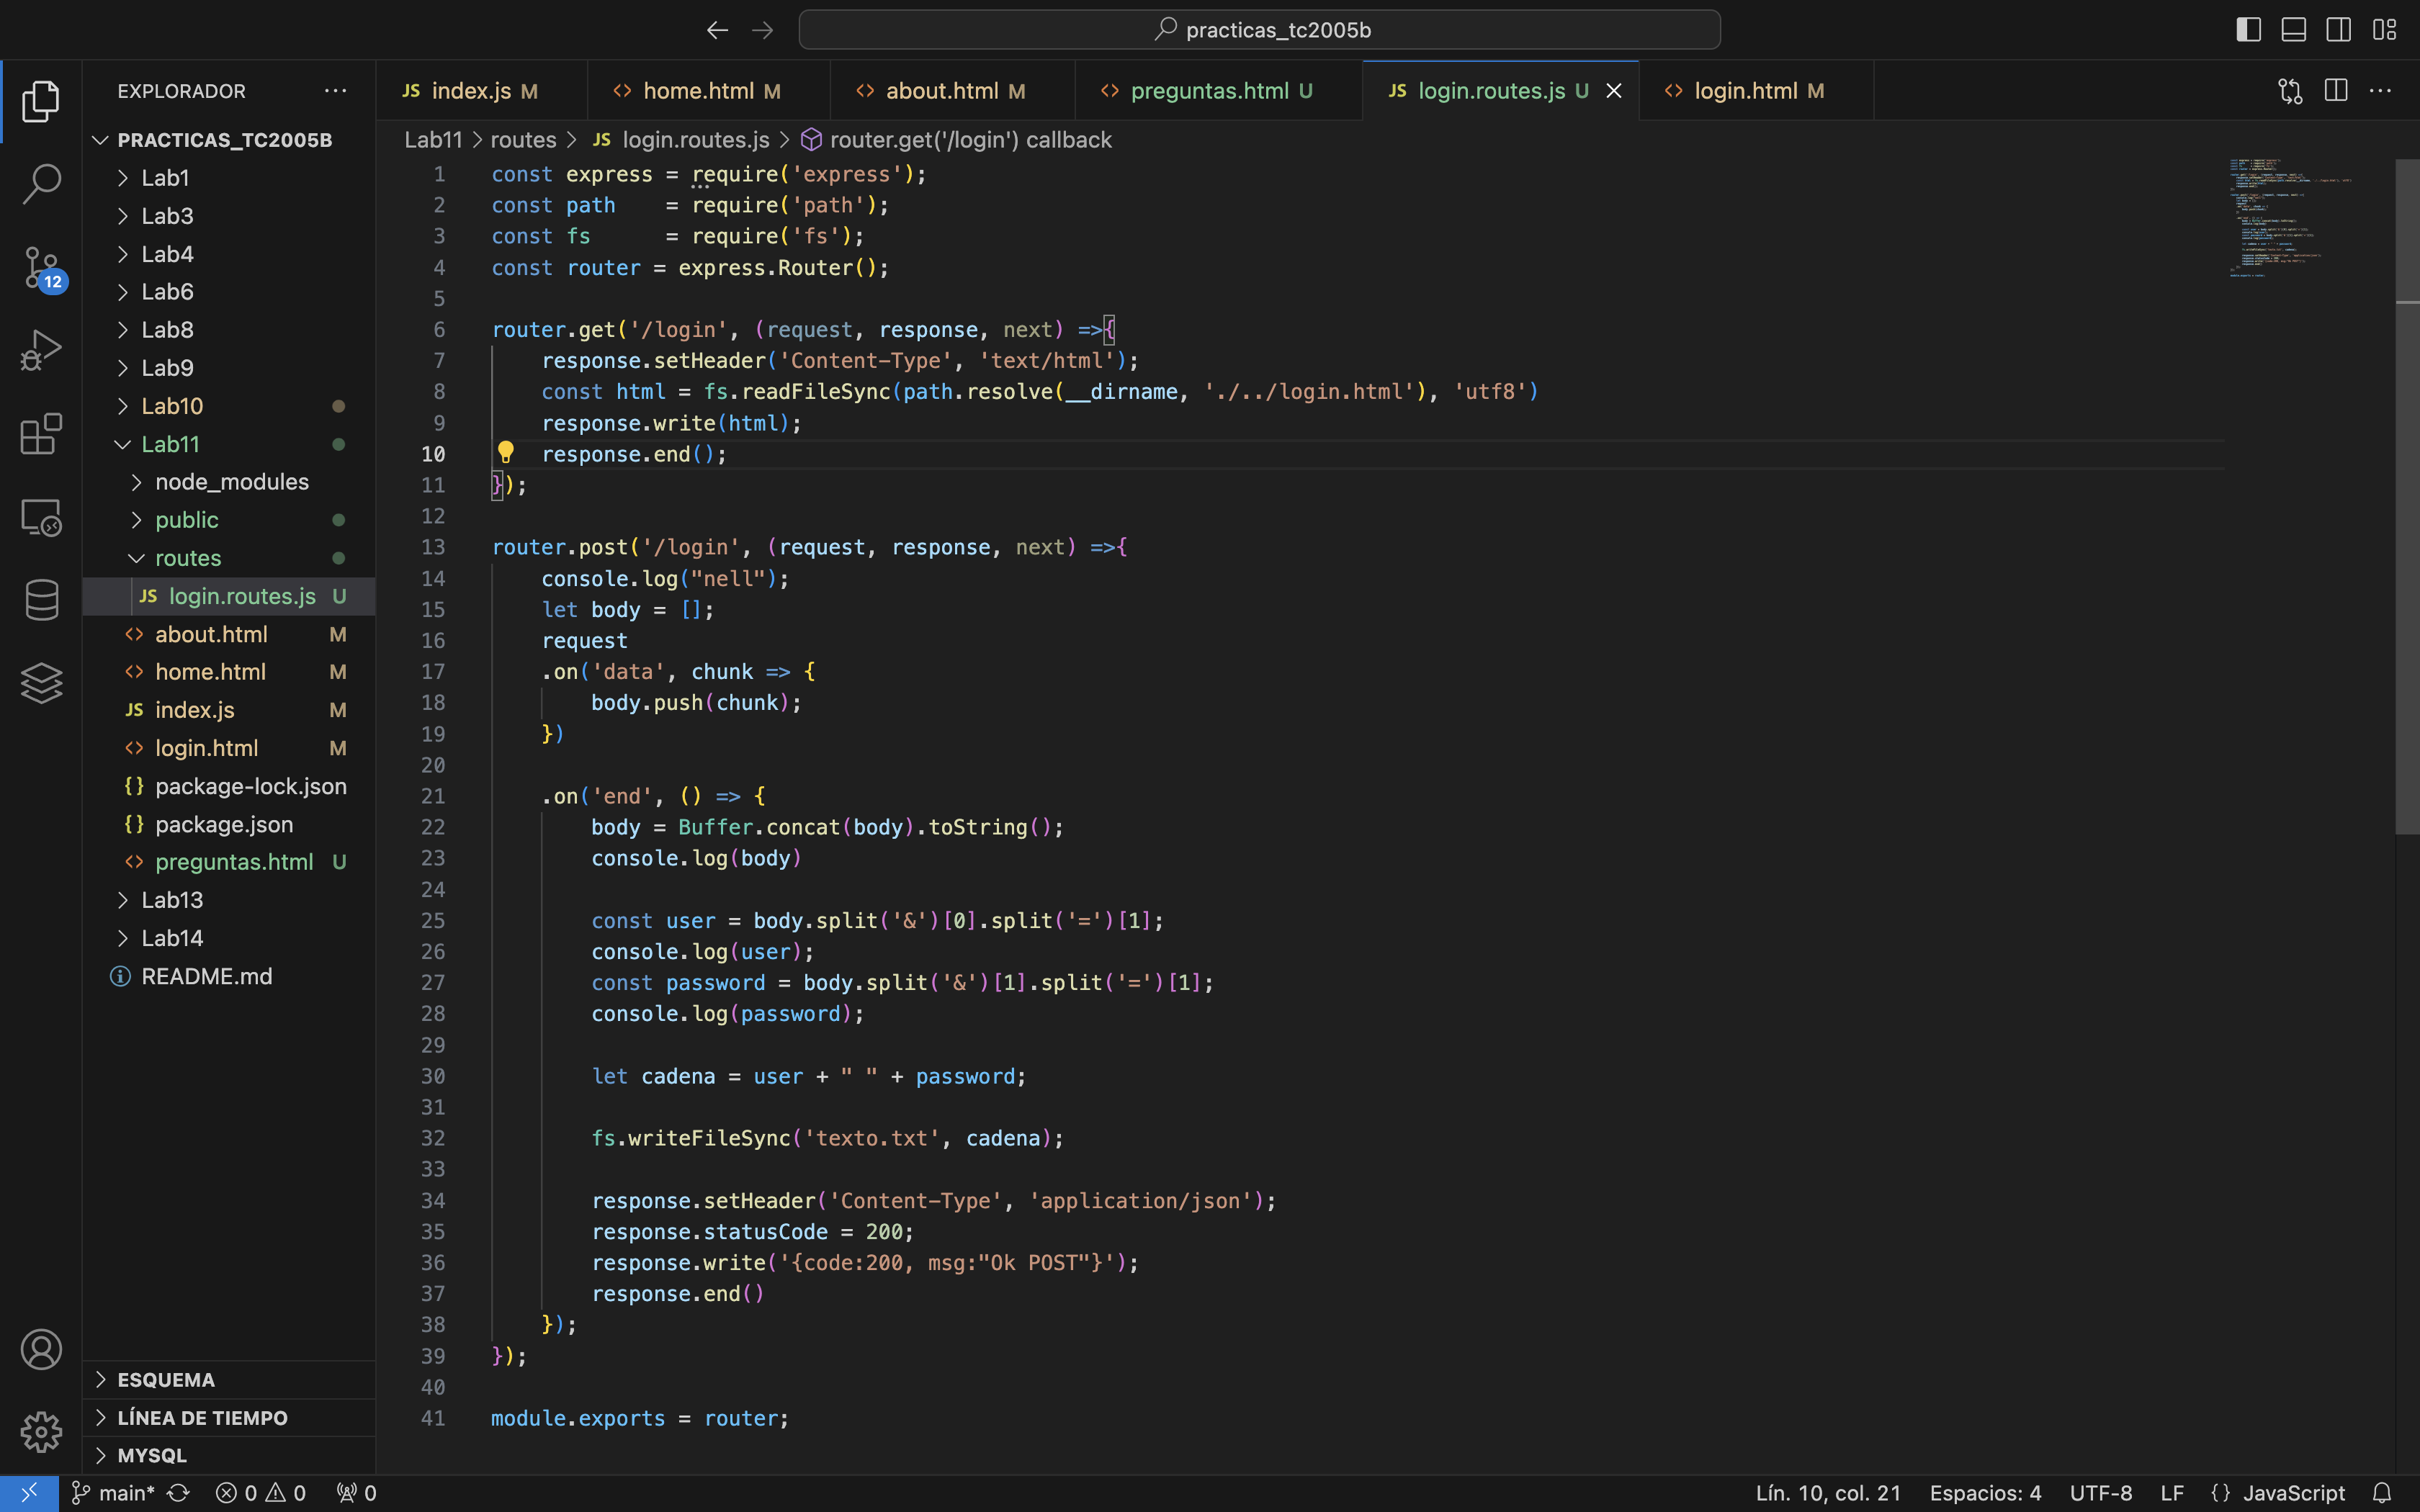 practicas_tc2005b
EXPLORADOR
JS index.js M
<> home.html M
<> about.html M
<> preguntas.html U
JS login.routes.js U
<> login.html M
PRACTICAS_TC2005B
Lab1
Lab3
Lab4
Lab6
Lab8
Lab9
Lab10
Lab11
node_modules
public
routes
JS login.routes.js U
<> about.html M
<> home.html M
JS index.js M
<> login.html M
{} package-lock.json
{} package.json
<> preguntas.html U
Lab13
Lab14
README.md
12
ESQUEMA
LÍNEA DE TIEMPO
MYSQL
Lab11 > routes > JS login.routes.js > router.get('/login') callback
1 const express = require('express');
2 const path    = require('path');
3 const fs      = require('fs');
4 const router = express.Router();
5
6 router.get('/login', (request, response, next) =>{
7     response.setHeader('Content-Type', 'text/html');
8     const html = fs.readFileSync(path.resolve(__dirname, './../login.html'), 'utf8')
9     response.write(html);
10     response.end();
11 });
12
13 router.post('/login', (request, response, next) =>{
14     console.log("nell");
15     let body = [];
16     request
17     .on('data', chunk => {
18         body.push(chunk);
19     })
20
21     .on('end', () => {
22         body = Buffer.concat(body).toString();
23         console.log(body)
24
25         const user = body.split('&')[0].split('=')[1];
26         console.log(user);
27         const password = body.split('&')[1].split('=')[1];
28         console.log(password);
29
30         let cadena = user + " " + password;
31
32         fs.writeFileSync('texto.txt', cadena);
33
34         response.setHeader('Content-Type', 'application/json');
35         response.statusCode = 200;
36         response.write('{code:200, msg:"Ok POST"}');
37         response.end()
38     });
39 });
40
41 module.exports = router;
main* 0 0 0
Lín. 10, col. 21 Espacios: 4 UTF-8 LF {} JavaScript